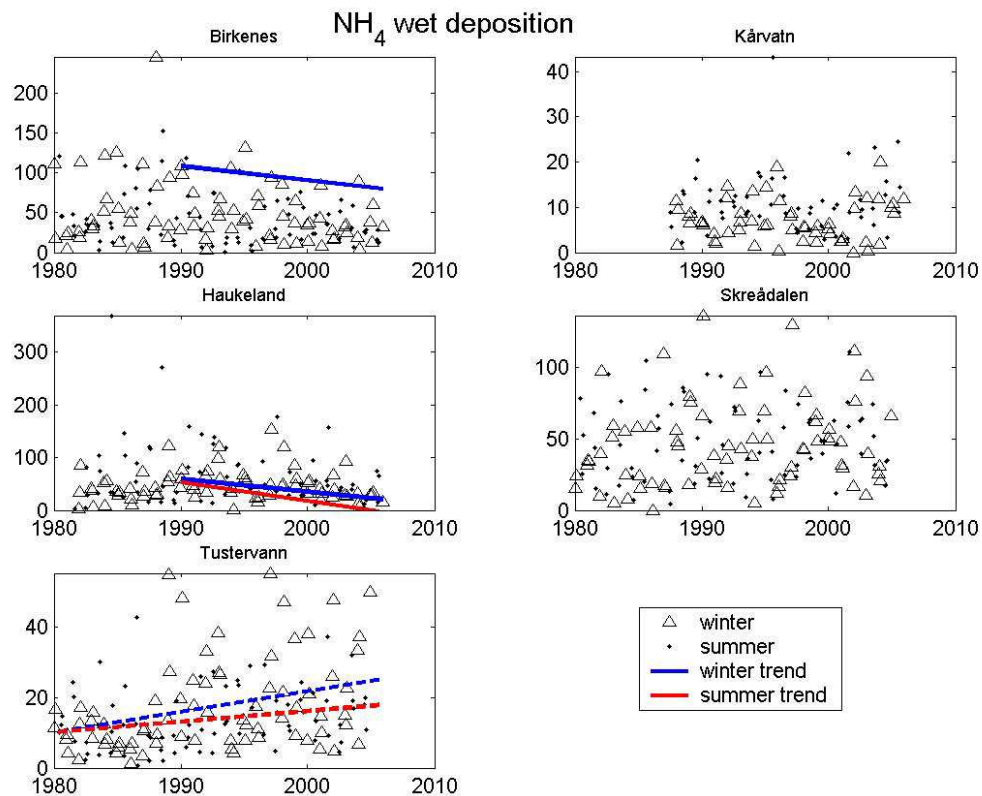 NH4 wet deposition
Birkenes
200
150
100
50
0
1980 1990 2000 2010
Kårvatn
40
30
20
10
0
1980 1990 2000 2010
Haukeland
300
200
100
0
1980 1990 2000 2010
Skreådalen
100
50
0
1980 1990 2000 2010
Tustervann
40
20
0
1980 1990 2000 2010
winter
summer
winter trend
summer trend